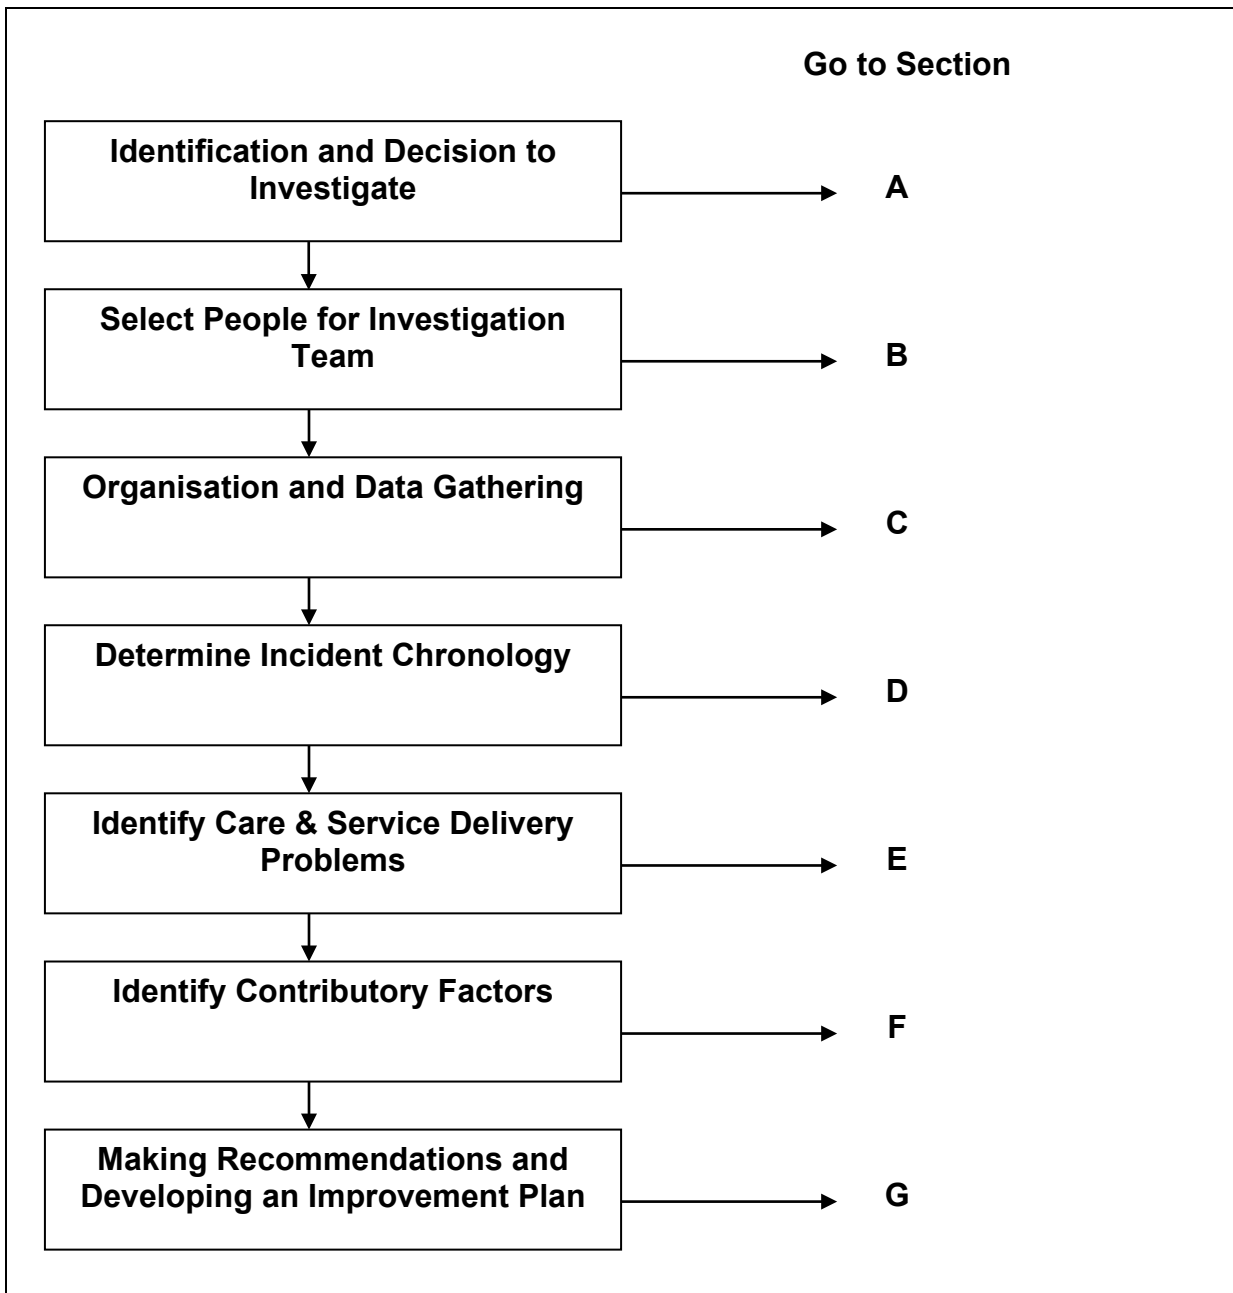 Go to Section
Identification and Decision to
Investigate
A
Select People for Investigation
Team
B
Organisation and Data Gathering
C
Determine Incident Chronology
D
Identify Care & Service Delivery
Problems
E
Identify Contributory Factors
F
Making Recommendations and
Developing an Improvement Plan
G